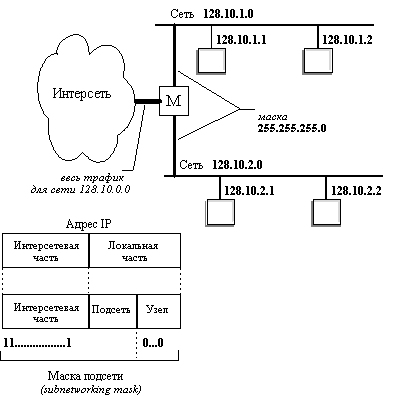 Сеть 128.10.1.0
128.10.1.1
128.10.1.2
Интерсеть
М
маска
255.255.255.0
весь трафик
для сети 128.10.0.0
Сеть 128.10.2.0
128.10.2.1
128.10.2.2
Адрес IP
Интерсетевая
часть
Локальная
часть
Интерсетевая
часть
Подсеть
Узел
11.................1
0...0
Маска подсети
(subnetworking mask)